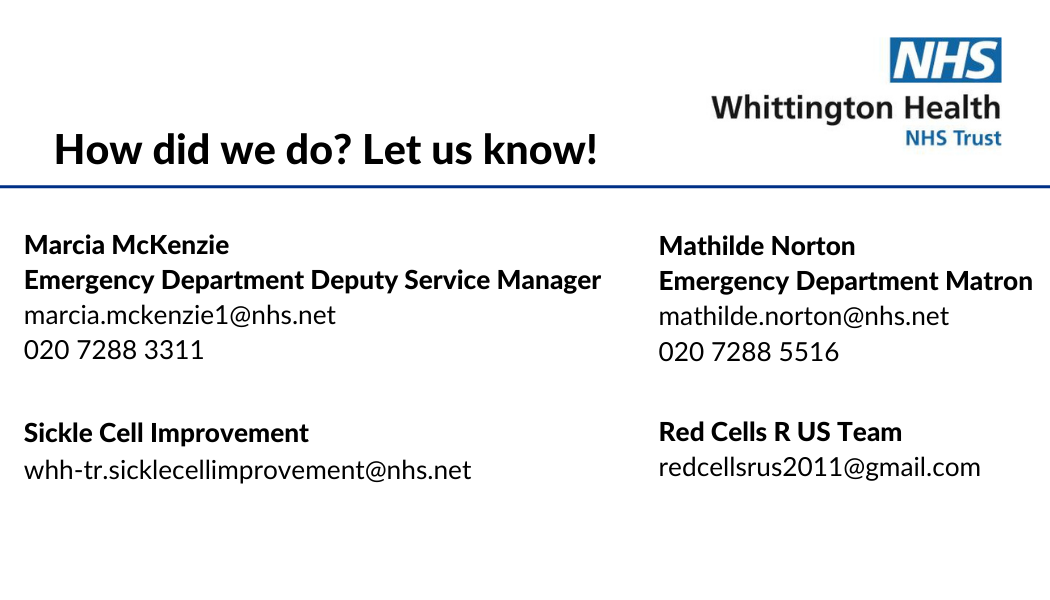 NHS
Whittington Health
NHS Trust
How did we do? Let us know!
Marcia McKenzie
Emergency Department Deputy Service Manager
marcia.mckenzie1@nhs.net
020 7288 3311
Mathilde Norton
Emergency Department Matron
mathilde.norton@nhs.net
020 7288 5516
Sickle Cell Improvement
whh-tr.sicklecellimprovement@nhs.net
Red Cells R US Team
redcellsrus2011@gmail.com